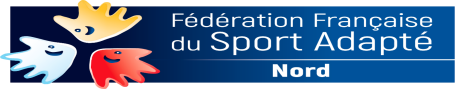 Fédération Française
du Sport Adapté
Nord